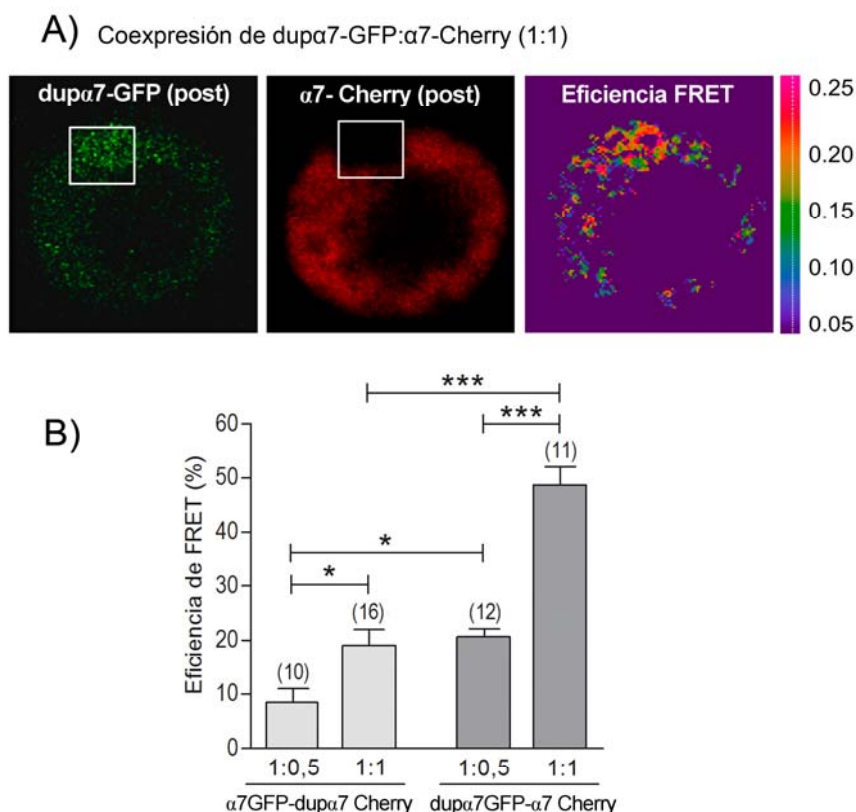 A) Coexpresión de dupα7-GFP:α7-Cherry (1:1)
dupα7-GFP (post)
α7- Cherry (post)
Eficiencia FRET
0.25
0.20
0.15
0.10
0.05
B)
Eficiencia de FRET (%)
60
50
40
30
20
10
0
***
***
(11)
*
*
(16)
(12)
(10)
1:0,5 1:1 1:0,5 1:1
α7GFP-dupα7 Cherry dupα7GFP-α7 Cherry